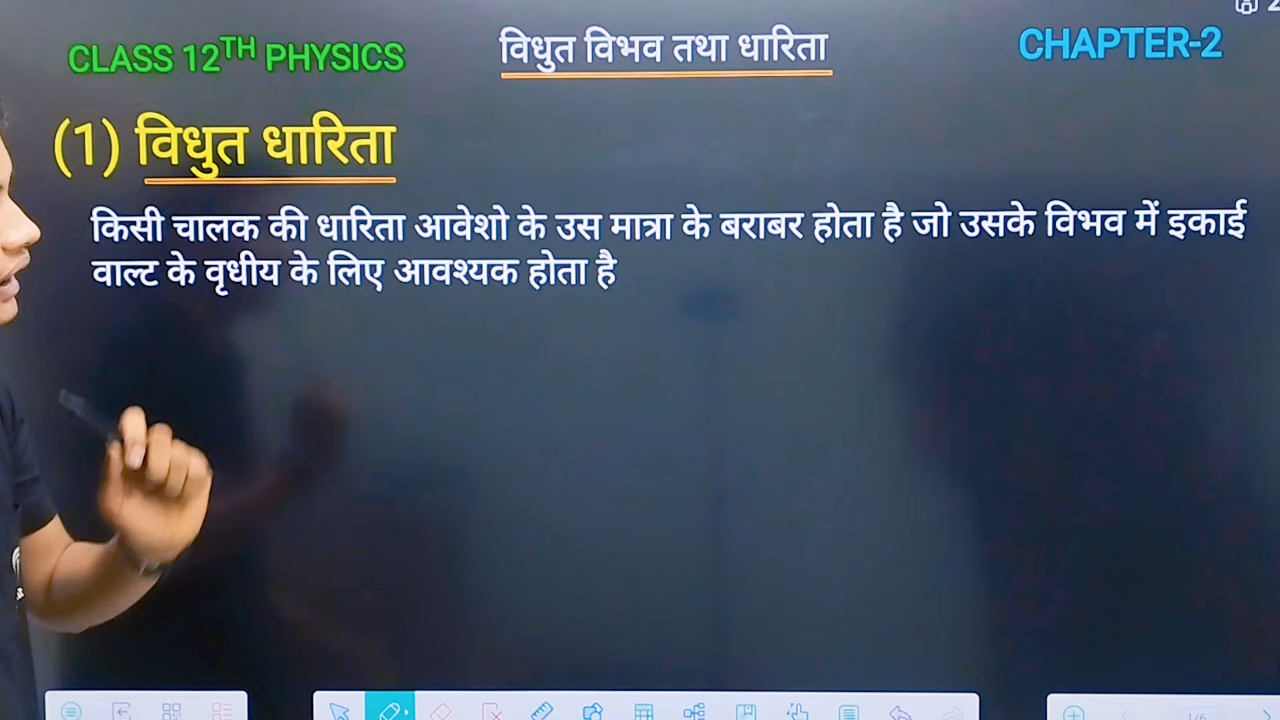 CLASS 12TH PHYSICS
विधुत विभव तथा धारिता
CHAPTER-2
(1) विधुत धारिता
किसी चालक की धारिता आवेशो के उस मात्रा के बराबर होता है जो उसके विभव में इकाई
वाल्ट के वृधीय के लिए आवश्यक होता है